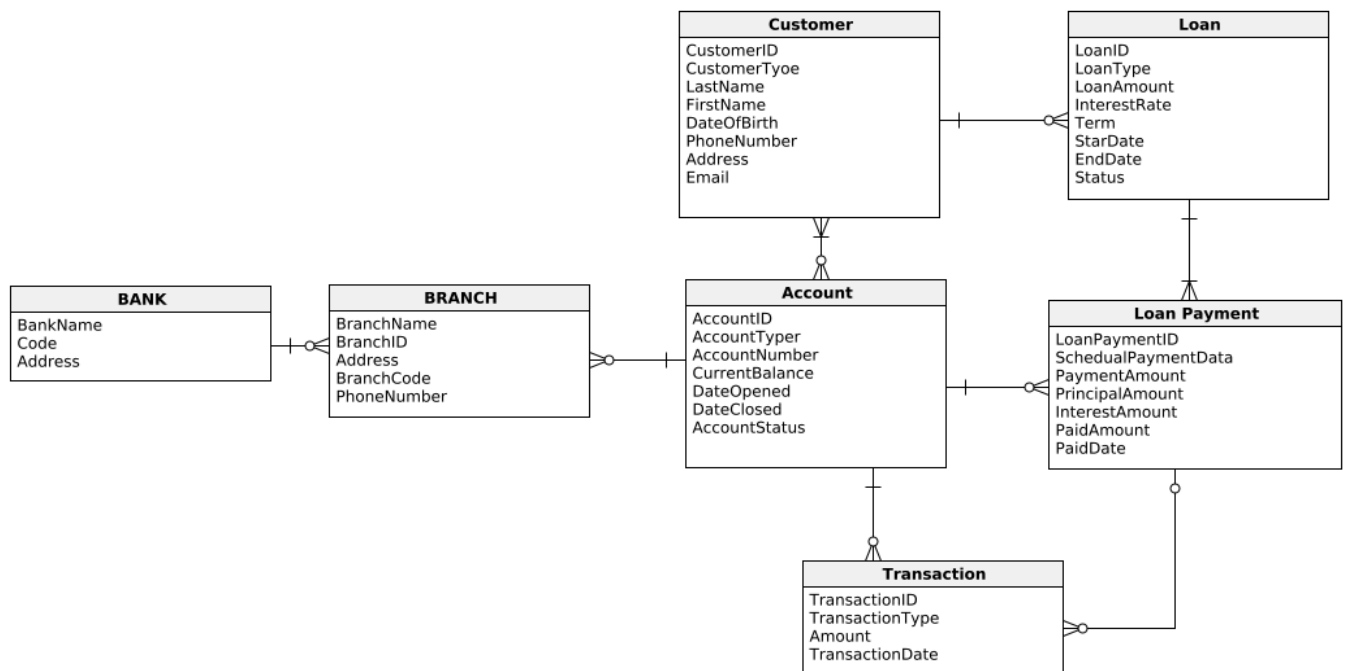 Customer
CustomerID
CustomerTyoe
LastName
FirstName
DateOfBirth
PhoneNumber
Address
Email
Loan
LoanID
LoanType
LoanAmount
InterestRate
Term
StarDate
EndDate
Status
BANK
BankName
Code
Address
BRANCH
BranchName
BranchID
Address
BranchCode
PhoneNumber
Account
AccountID
AccountTyper
AccountNumber
CurrentBalance
DateOpened
DateClosed
AccountStatus
Loan Payment
LoanPaymentID
SchedualPaymentData
PaymentAmount
PrincipalAmount
InterestAmount
PaidAmount
PaidDate
Transaction
TransactionID
TransactionType
Amount
TransactionDate